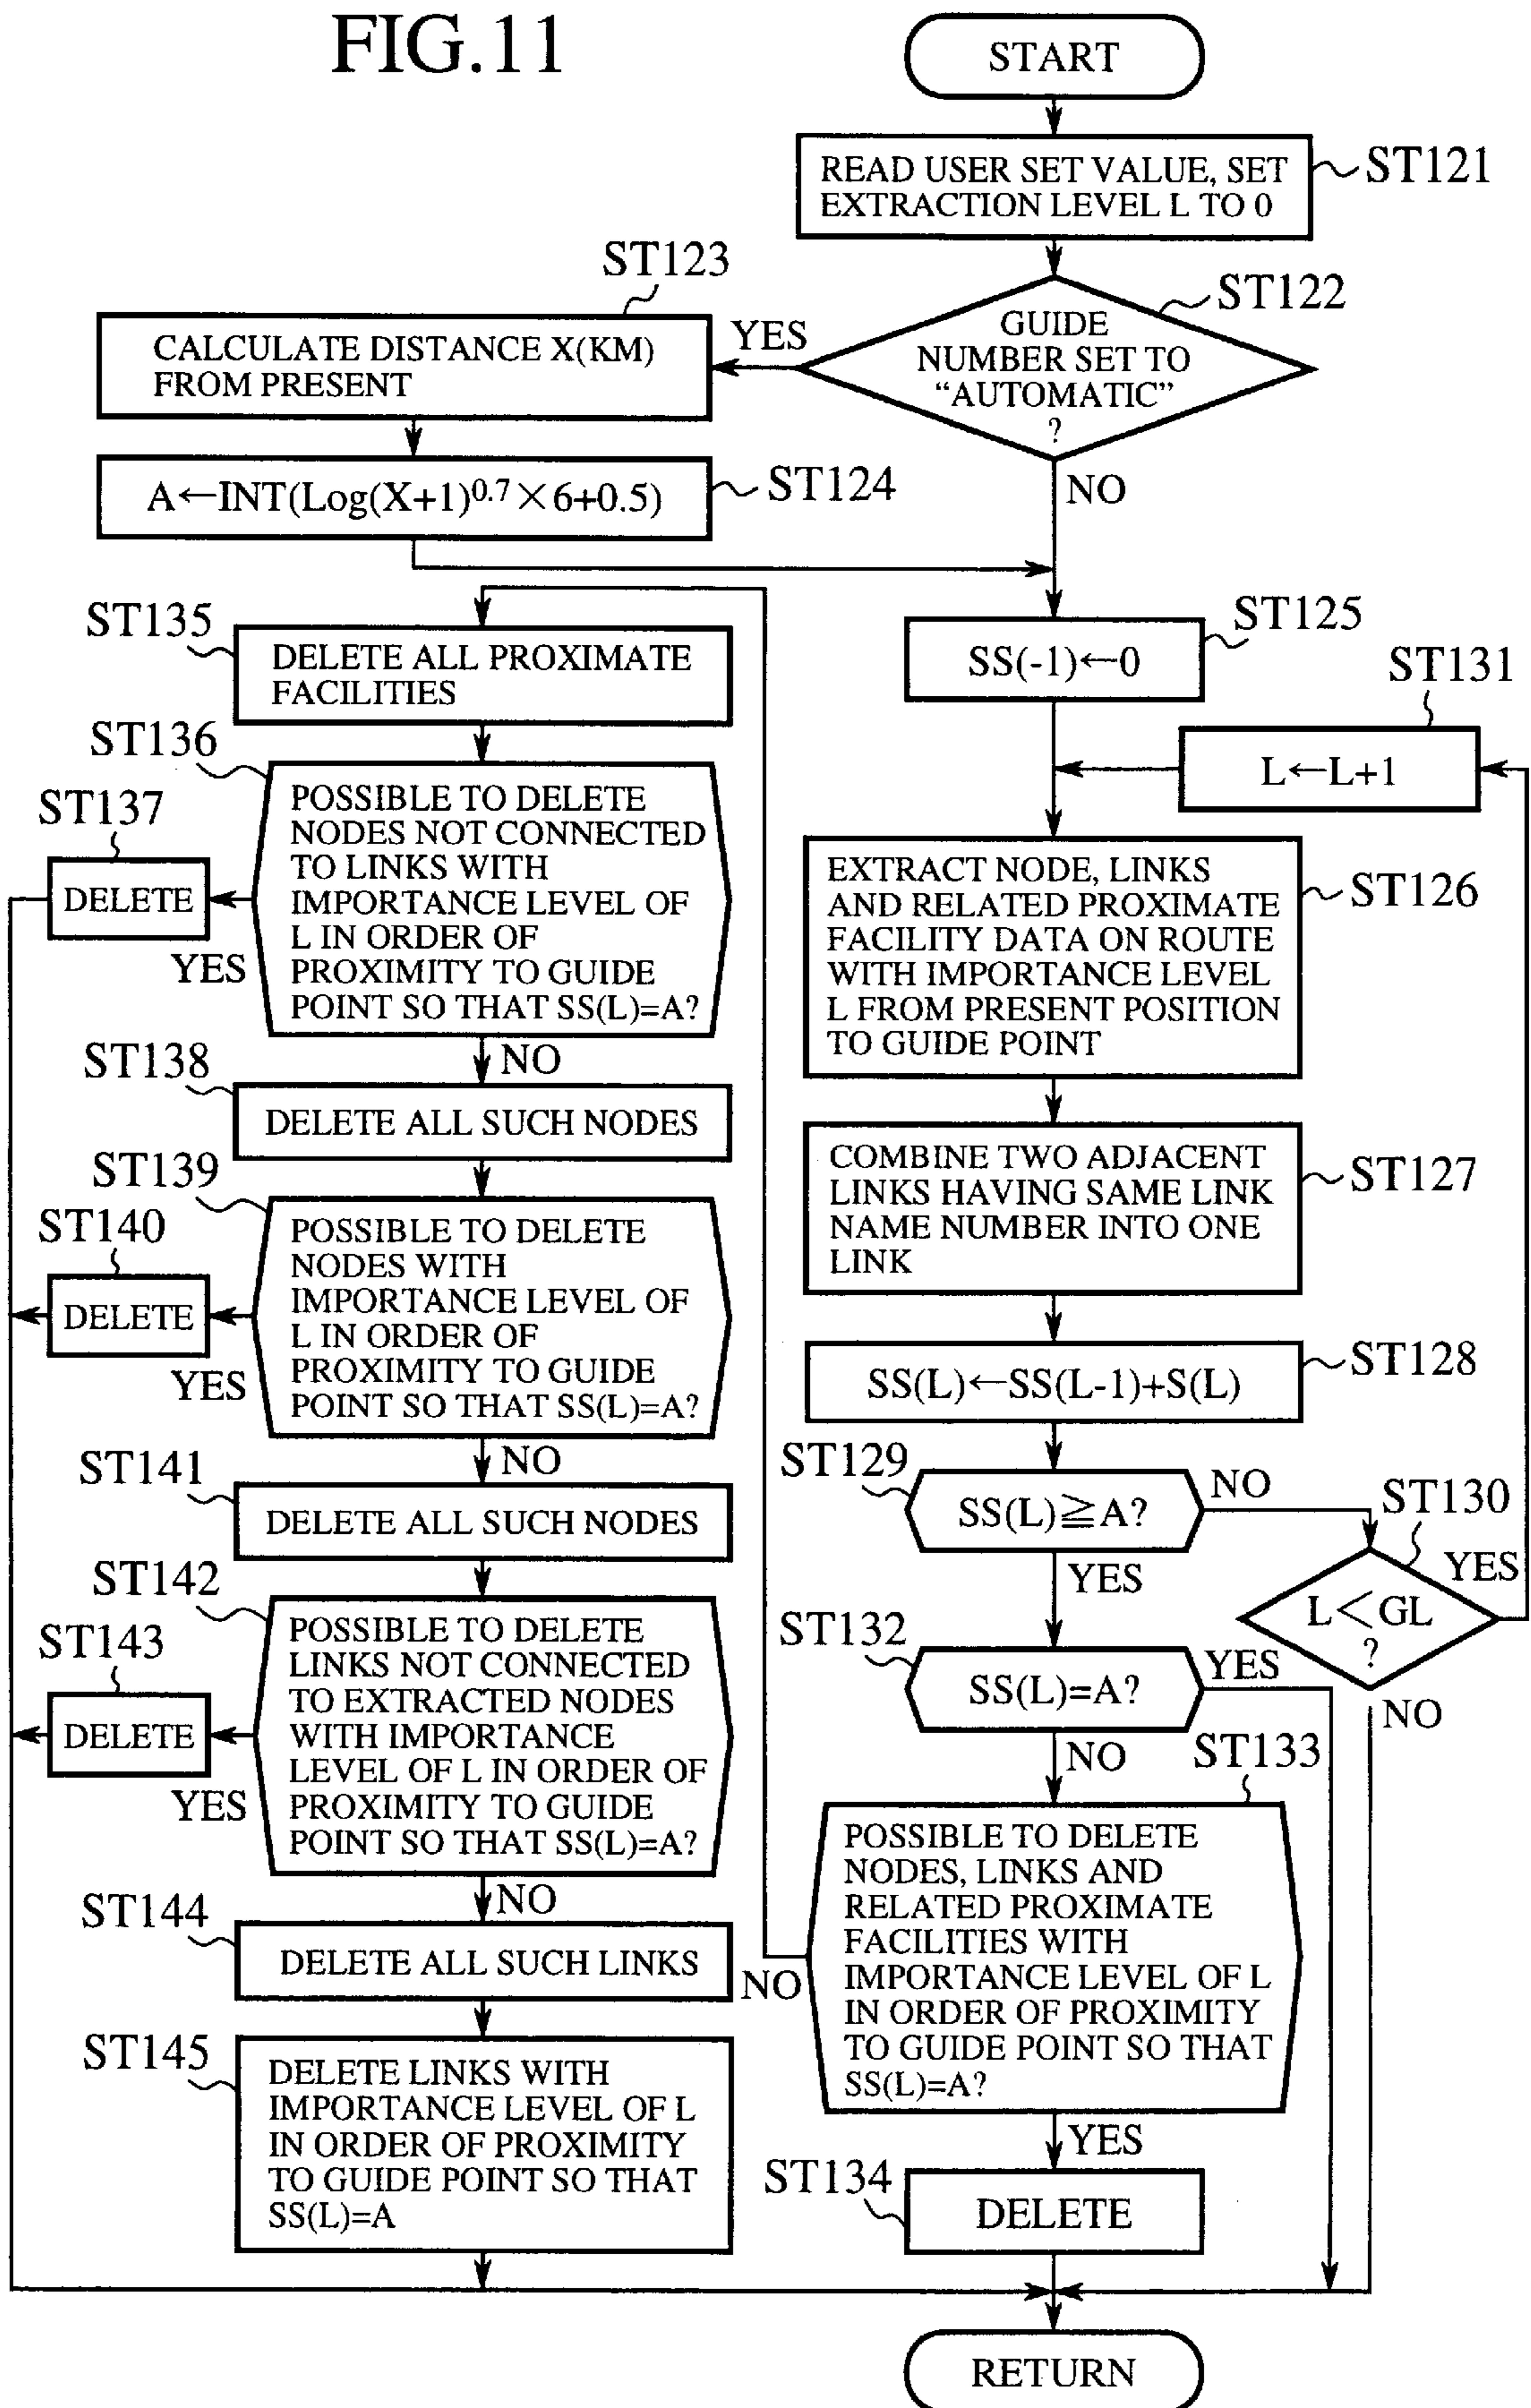 FIG.11
START
READ USER SET VALUE, SET
EXTRACTION LEVEL L TO 0
ST121
ST122
GUIDE
NUMBER SET TO
“AUTOMATIC”
?
YES
NO
ST123
CALCULATE DISTANCE X(KM)
FROM PRESENT
ST124
A←INT(Log(X+1)^0.7×6+0.5)
ST125
SS(-1)←0
ST131
L←L+1
ST126
EXTRACT NODE, LINKS
AND RELATED PROXIMATE
FACILITY DATA ON ROUTE
WITH IMPORTANCE LEVEL
L FROM PRESENT POSITION
TO GUIDE POINT
ST127
COMBINE TWO ADJACENT
LINKS HAVING SAME LINK
NAME NUMBER INTO ONE
LINK
ST128
SS(L)←SS(L-1)+S(L)
ST129
SS(L)≧A?
NO
YES
ST130
L<GL
?
YES
NO
ST132
SS(L)=A?
YES
NO
ST133
POSSIBLE TO DELETE
NODES, LINKS AND
RELATED PROXIMATE
FACILITIES WITH
IMPORTANCE LEVEL OF L
IN ORDER OF PROXIMITY
TO GUIDE POINT SO THAT
SS(L)=A?
NO
YES
ST134
DELETE
RETURN
ST135
DELETE ALL PROXIMATE
FACILITIES
ST136
POSSIBLE TO DELETE
NODES NOT CONNECTED
TO LINKS WITH
IMPORTANCE LEVEL OF
L IN ORDER OF
PROXIMITY TO GUIDE
POINT SO THAT SS(L)=A?
ST137
DELETE
YES
NO
ST138
DELETE ALL SUCH NODES
ST139
POSSIBLE TO DELETE
NODES WITH
IMPORTANCE LEVEL OF
L IN ORDER OF
PROXIMITY TO GUIDE
POINT SO THAT SS(L)=A?
ST140
DELETE
YES
NO
ST141
DELETE ALL SUCH NODES
ST142
POSSIBLE TO DELETE
LINKS NOT CONNECTED
TO EXTRACTED NODES
WITH IMPORTANCE
LEVEL OF L IN ORDER OF
PROXIMITY TO GUIDE
POINT SO THAT SS(L)=A?
ST143
DELETE
YES
NO
ST144
DELETE ALL SUCH LINKS
ST145
DELETE LINKS WITH
IMPORTANCE LEVEL OF L
IN ORDER OF PROXIMITY
TO GUIDE POINT SO THAT
SS(L)=A